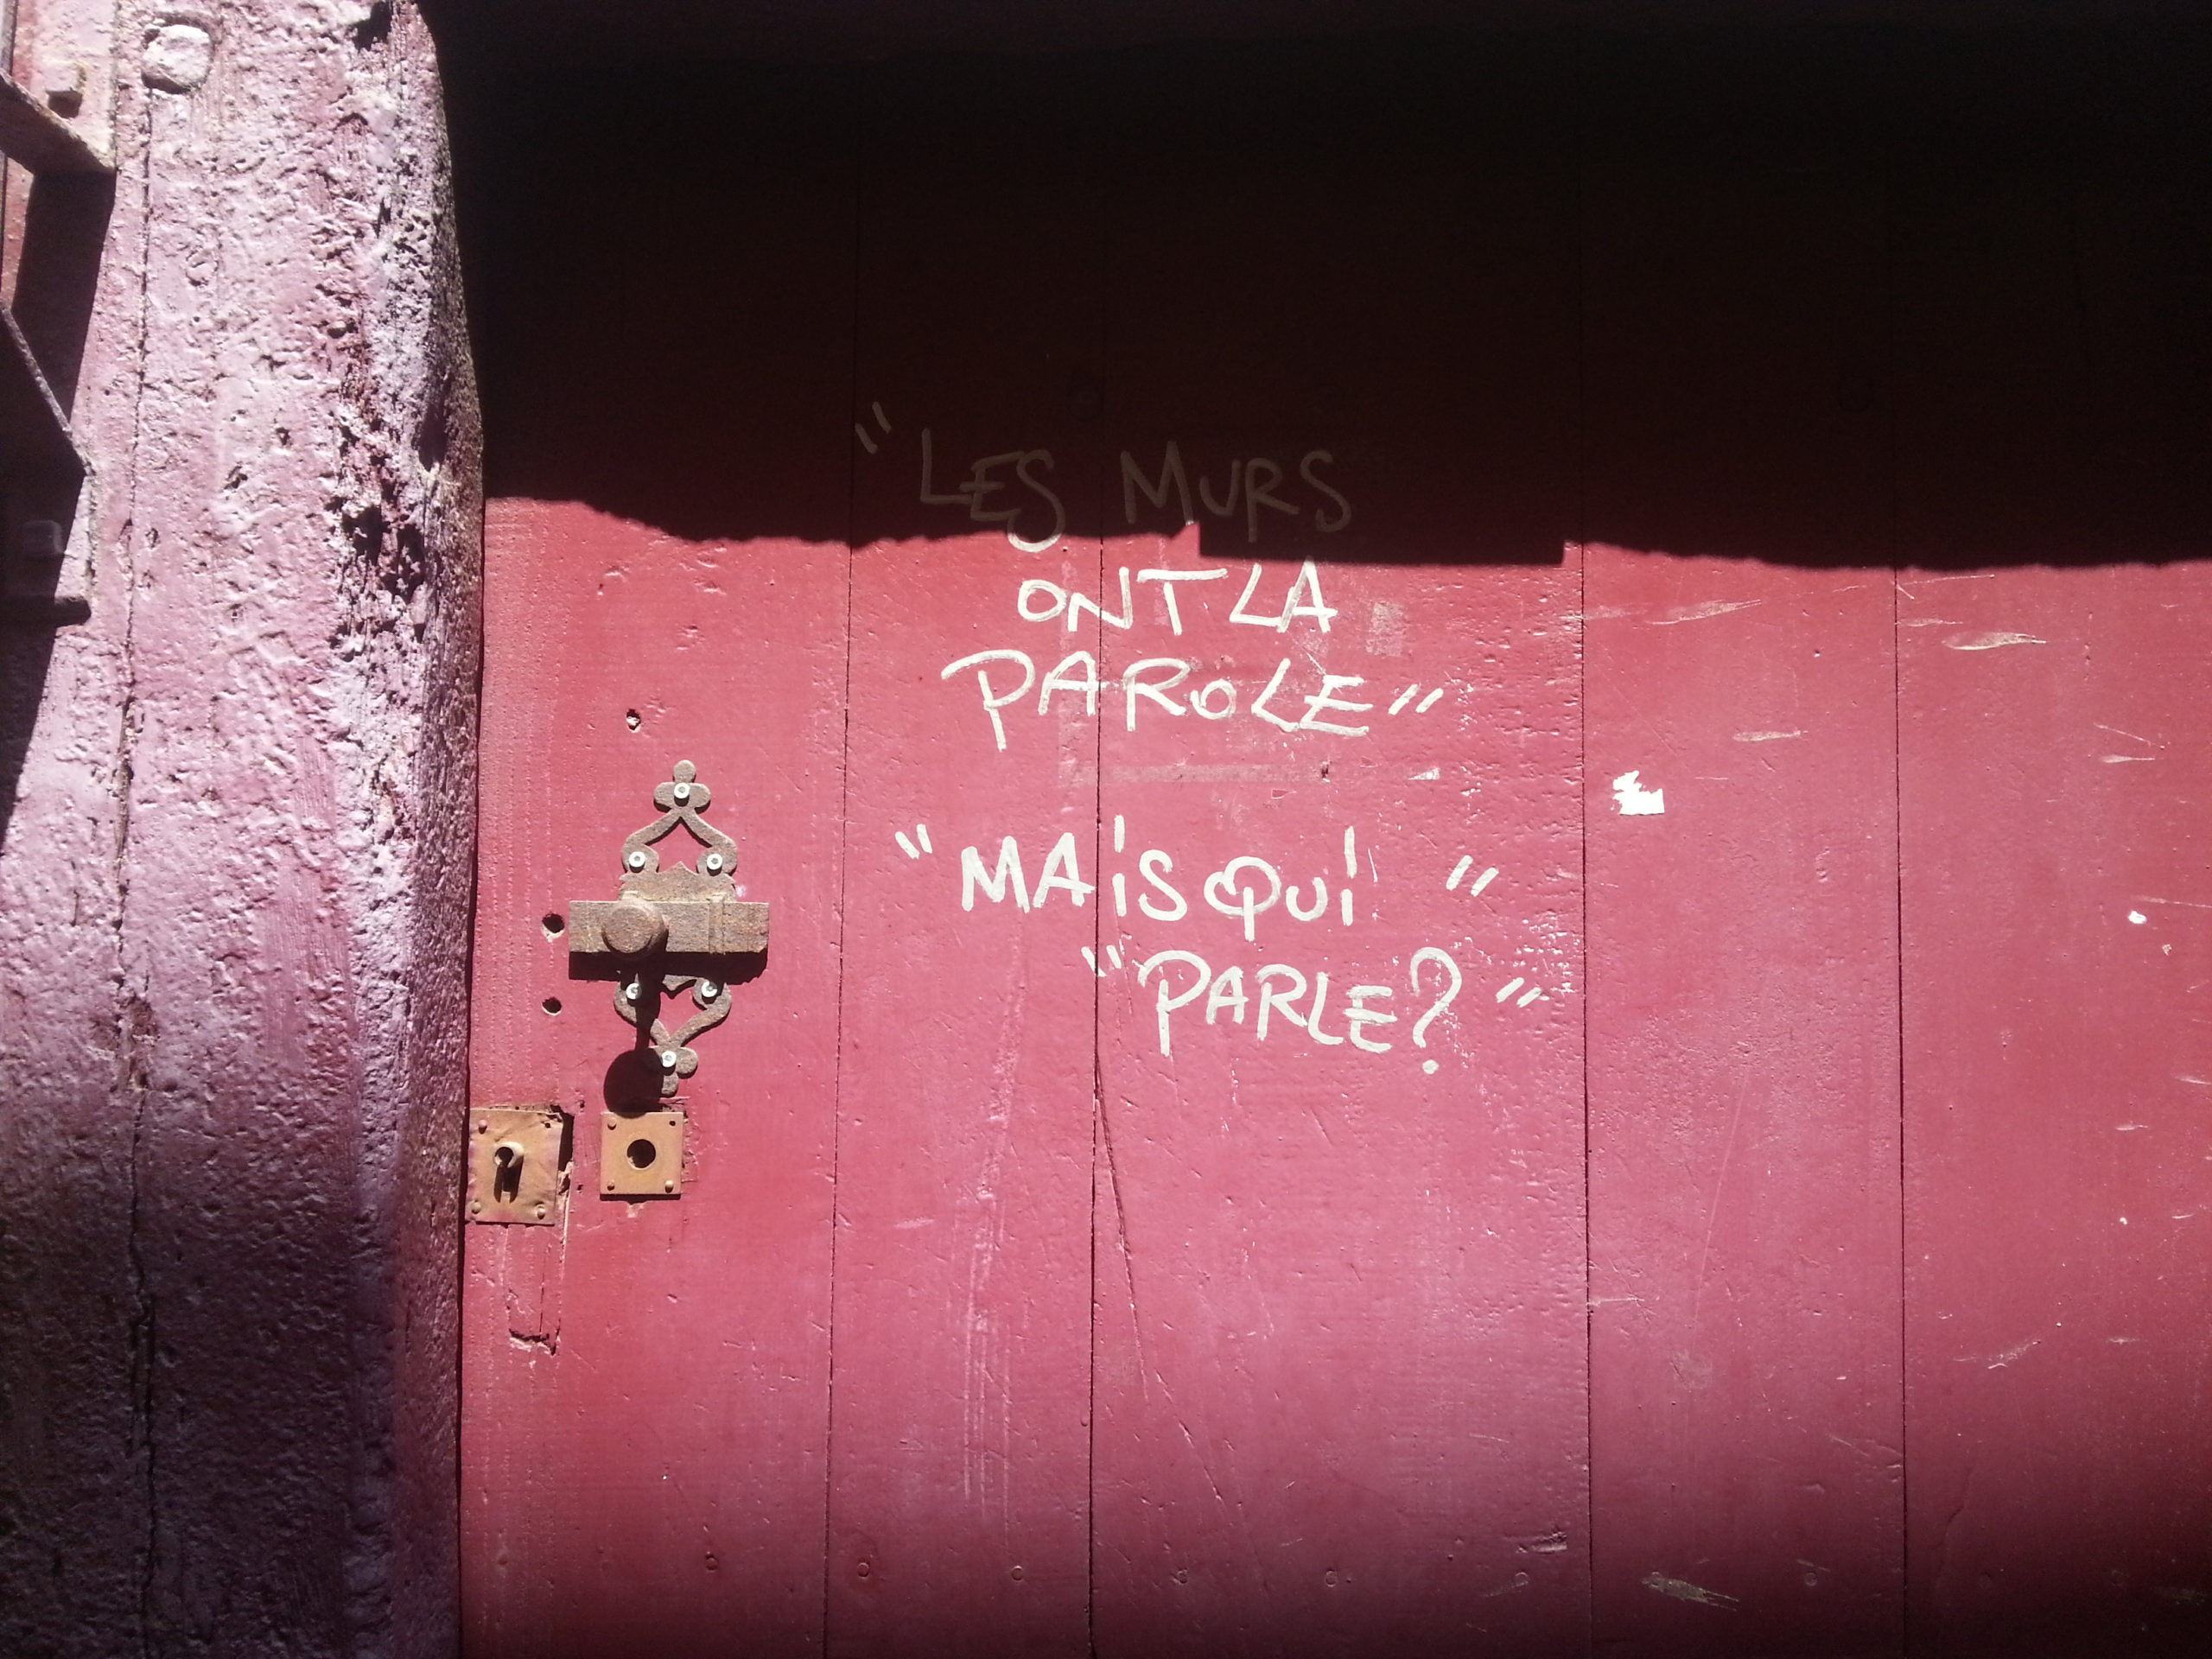 "LES MURS
ONT LA
PAROLE"
"MAIS QUI "
"PARLE? "